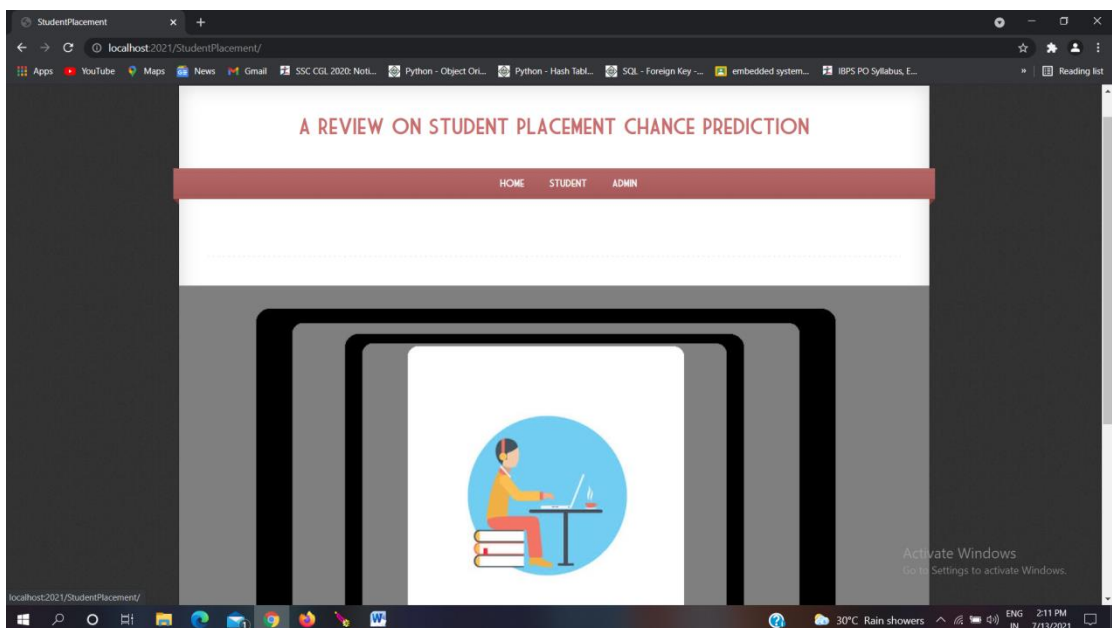 StudentPlacement
localhost:2021/StudentPlacement/
Apps YouTube Maps News Gmail SSC CGL 2020: Noti... Python - Object Ori... Python - Hash Tabl... SQL - Foreign Key -... embedded system... IBPS PO Syllabus, E... » Reading list
A REVIEW ON STUDENT PLACEMENT CHANCE PREDICTION
HOME STUDENT ADMIN
Activate Windows
Go to Settings to activate Windows.
localhost:2021/StudentPlacement/
30°C Rain showers ENG 2:11 PM
IN 7/13/2021